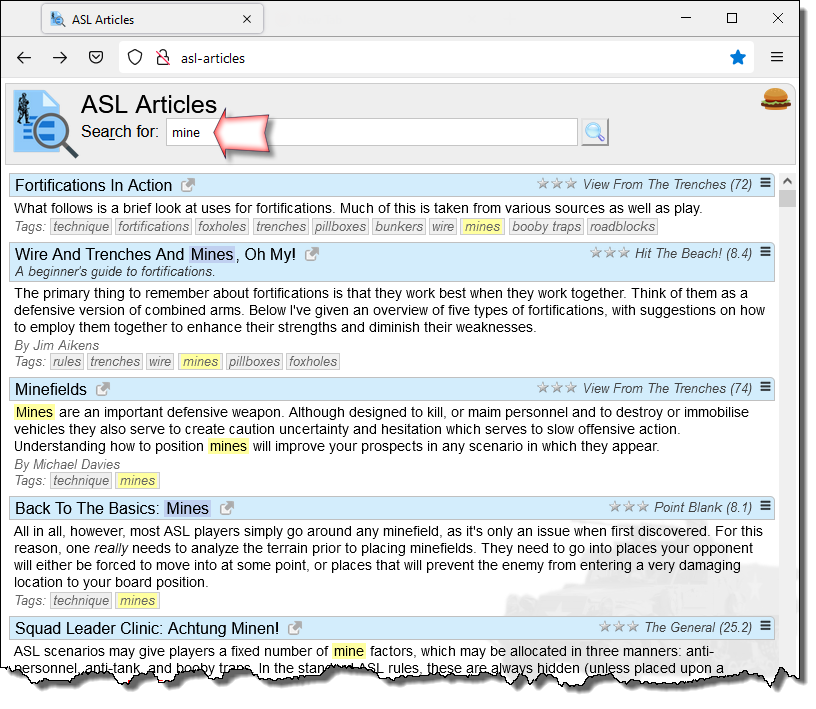 ASL Articles
asl-articles
ASL Articles
Search for: mine
Fortifications In Action View From The Trenches (72)
What follows is a brief look at uses for fortifications. Much of this is taken from various sources as well as play.
Tags: technique fortifications foxholes trenches pillboxes bunkers wire mines booby traps roadblocks
Wire And Trenches And Mines, Oh My! Hit The Beach! (8.4)
A beginner's guide to fortifications.
The primary thing to remember about fortifications is that they work best when they work together. Think of them as a
defensive version of combined arms. Below I've given an overview of five types of fortifications, with suggestions on how
to employ them together to enhance their strengths and diminish their weaknesses.
By Jim Aikens
Tags: rules trenches wire mines pillboxes foxholes
Minefields View From The Trenches (74)
Mines are an important defensive weapon. Although designed to kill, or maim personnel and to destroy or immobilise
vehicles they also serve to create caution uncertainty and hesitation which serves to slow offensive action.
Understanding how to position mines will improve your prospects in any scenario in which they appear.
By Michael Davies
Tags: technique mines
Back To The Basics: Mines Point Blank (8.1)
All in all, however, most ASL players simply go around any minefield, as it's only an issue when first discovered. For this
reason, one really needs to analyze the terrain prior to placing minefields. They need to go into places your opponent
will either be forced to move into at some point, or places that will prevent the enemy from entering a very damaging
location to your board position.
Tags: technique mines
Squad Leader Clinic: Achtung Minen! The General (25.2)
ASL scenarios may give players a fixed number of mine factors, which may be allocated in three manners: anti-
personnel, anti-tank, and booby traps. In the standard ASL rules, these are always hidden (unless placed upon a